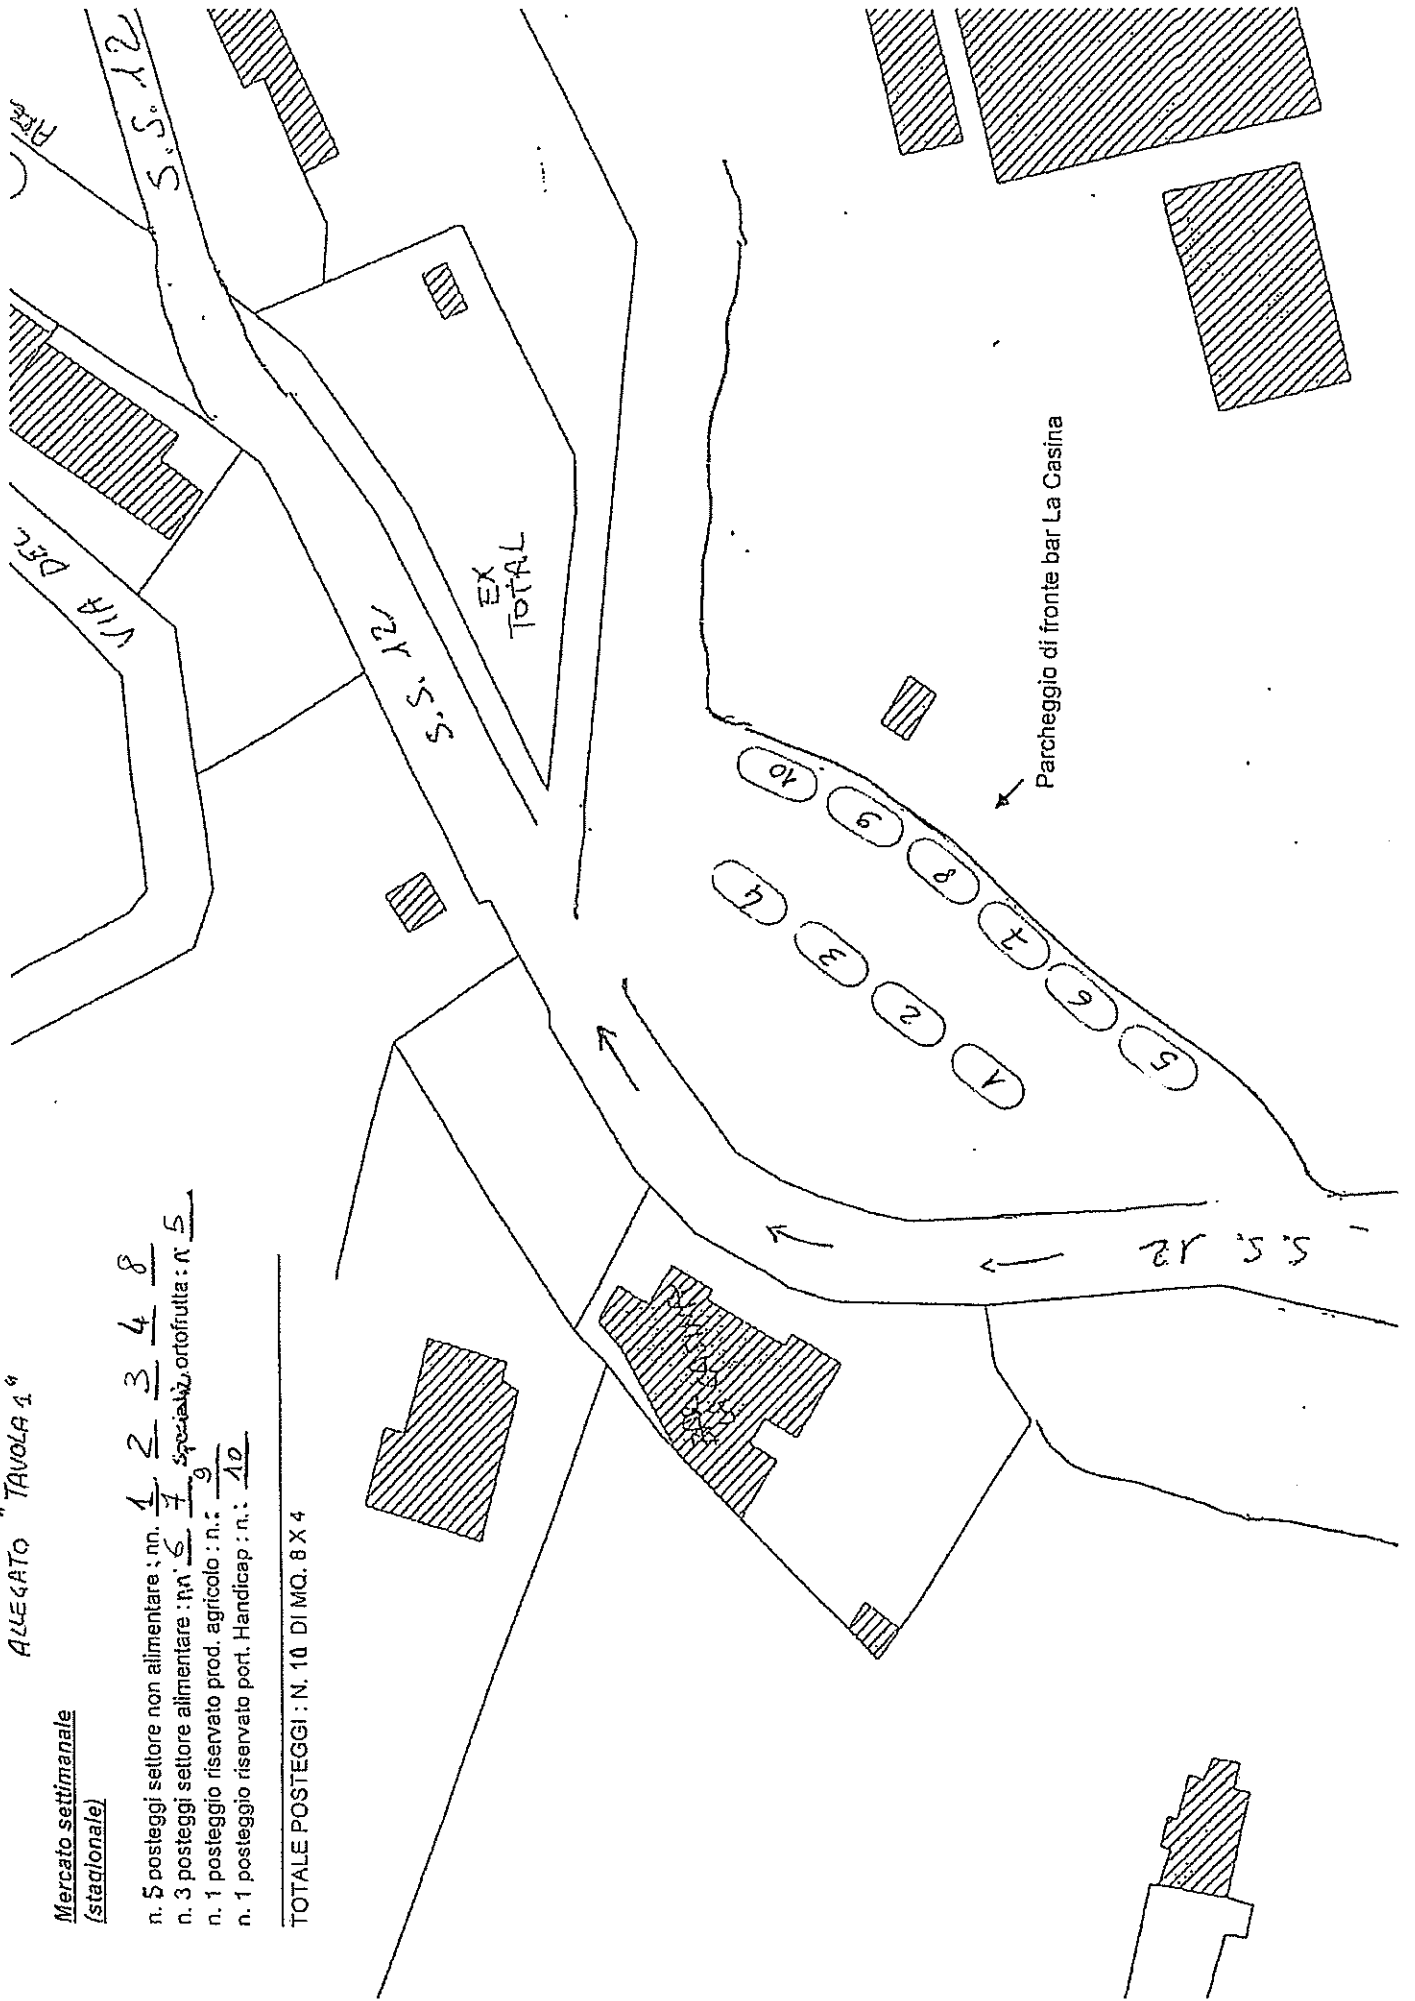 ALLEGATO "TAVOLA 1"
Mercato settimanale
(stagionale)
n. 5 posteggi settore non alimentare : nn. 1 2 3 4 8
n. 3 posteggi settore alimentare : nn. 6 7 specializ. ortofrutta : n. 5
n. 1 posteggio riservato prod. agricolo : n. : 9
n. 1 posteggio riservato port. Handicap : n. : 10
TOTALE POSTEGGI : N. 10 DI MQ. 8 X 4
VIA DEL
S.S. 12
S.S. 12
EX
TOTAL
S.S. 12
1
2
3
4
5
6
7
8
9
10
Parcheggio di fronte bar La Casina